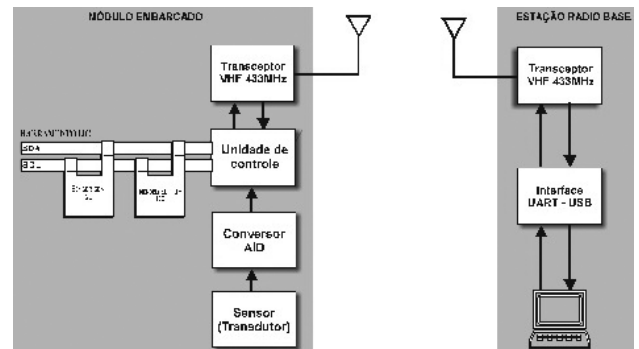 MÓDULO EMBARCADO
ESTAÇÃO RADIO BASE
Transceptor
VHF 433MHz
Transceptor
VHF 433MHz
SDA
SCL
Unidade de
controle
Interface
UART - USB
Conversor
A/D
Sensor
(Transdutor)